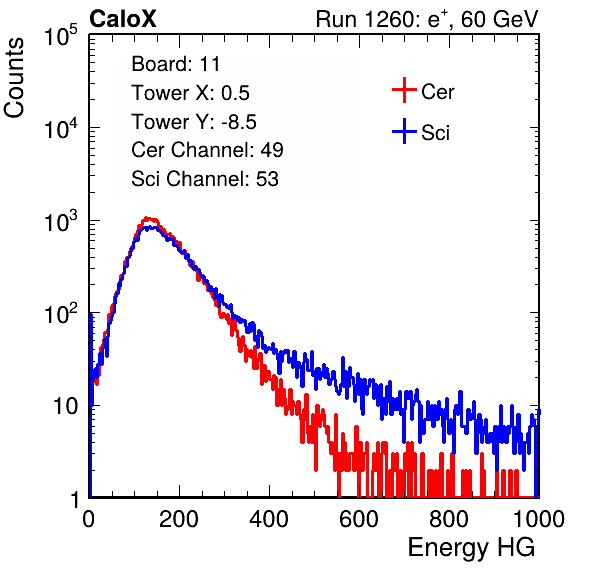 CaloX Run 1260: e⁺, 60 GeV
Counts
10⁵
10⁴
10³
10²
10
1
Board: 11
Tower X: 0.5
Tower Y: -8.5
Cer Channel: 49
Sci Channel: 53
Cer
Sci
0 200 400 600 800 1000
Energy HG